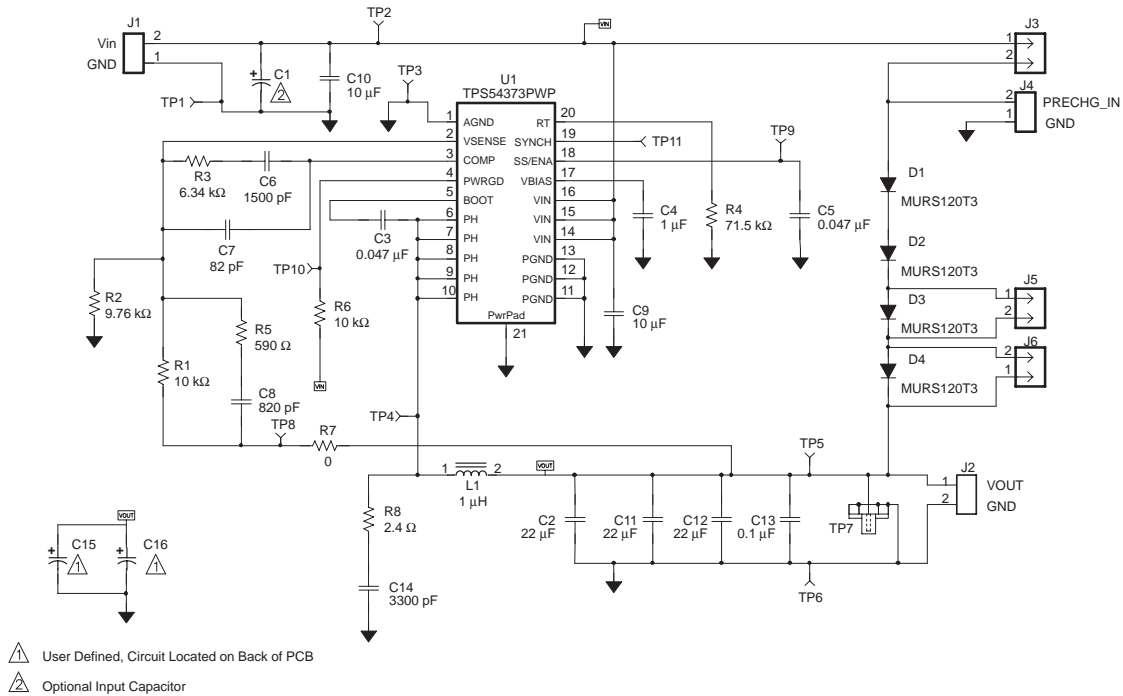 J1
Vin
GND
2
1
TP1
C1
2
C10
10 µF
TP2
TP3
VIN
U1
TPS54373PWP
1 AGND
2 VSENSE
3 COMP
4 PWRGD
5 BOOT
6 PH
7 PH
8 PH
9 PH
10 PH
RT 20
SYNCH 19
SS/ENA 18
VBIAS 17
VIN 16
VIN 15
VIN 14
PGND 13
PGND 12
PGND 11
PwrPad
21
TP11
TP9
J3
1
2
J4
2
1
PRECHG_IN
GND
R3
6.34 kΩ
C6
1500 pF
C7
82 pF
C3
0.047 µF
C4
1 µF
R4
71.5 kΩ
C5
0.047 µF
D1
MURS120T3
D2
MURS120T3
D3
MURS120T3
D4
MURS120T3
J5
1
2
J6
2
1
TP10
R6
10 kΩ
VIN
C9
10 µF
R2
9.76 kΩ
R5
590 Ω
R1
10 kΩ
C8
820 pF
TP8
R7
0
TP4
1
2
L1
1 µH
VOUT
TP5
R8
2.4 Ω
C14
3300 pF
C2
22 µF
C11
22 µF
C12
22 µF
C13
0.1 µF
TP7
TP6
J2
1
2
VOUT
GND
VOUT
+
C15
1
+
C16
1
1 User Defined, Circuit Located on Back of PCB
2 Optional Input Capacitor